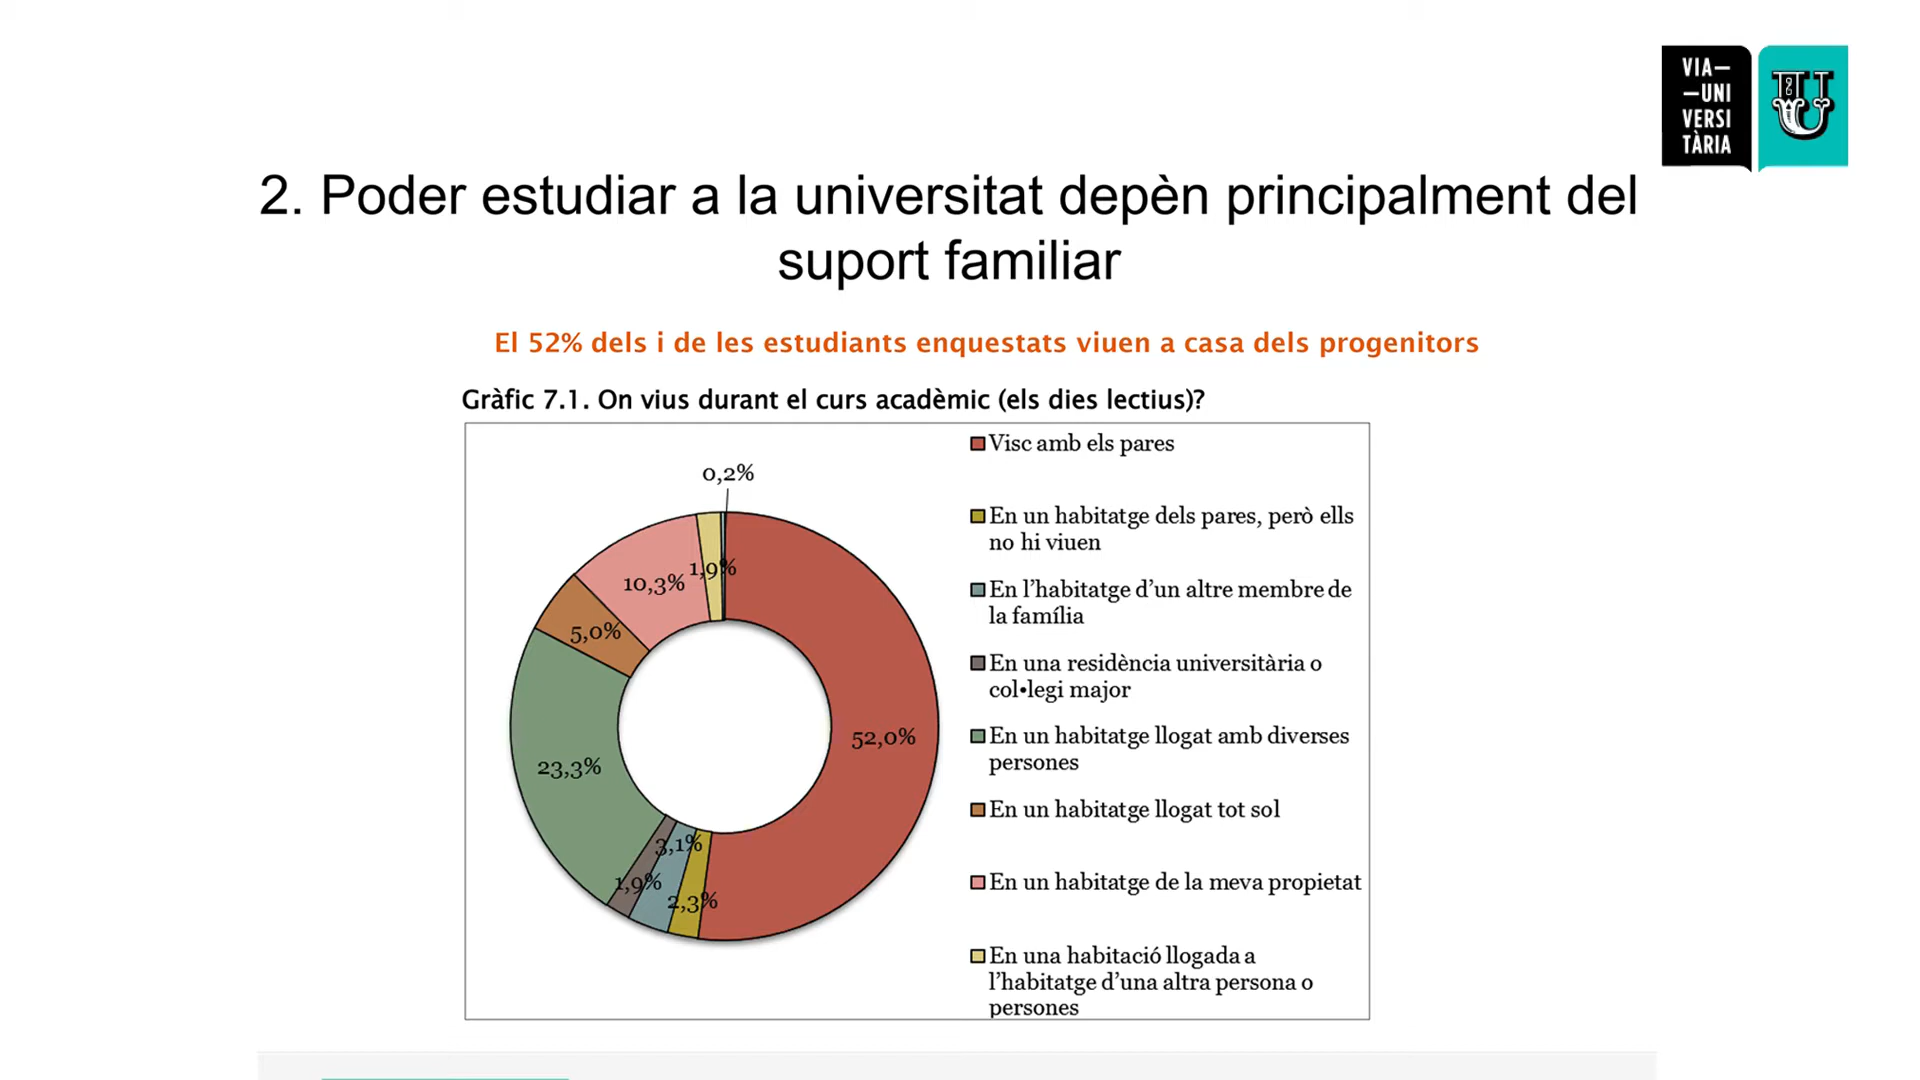 VIA—
—UNI
VERSI
TÀRIA
U
2. Poder estudiar a la universitat depèn principalment del
suport familiar
El 52% dels i de les estudiants enquestats viuen a casa dels progenitors
Gràfic 7.1. On vius durant el curs acadèmic (els dies lectius)?
0,2%
1,9%
10,3%
5,0%
23,3%
52,0%
3,1%
1,9%
2,3%
Visc amb els pares
En un habitatge dels pares, però ells
no hi viuen
En l’habitatge d’un altre membre de
la família
En una residència universitària o
col•legi major
En un habitatge llogat amb diverses
persones
En un habitatge llogat tot sol
En un habitatge de la meva propietat
En una habitació llogada a
l’habitatge d’una altra persona o
persones